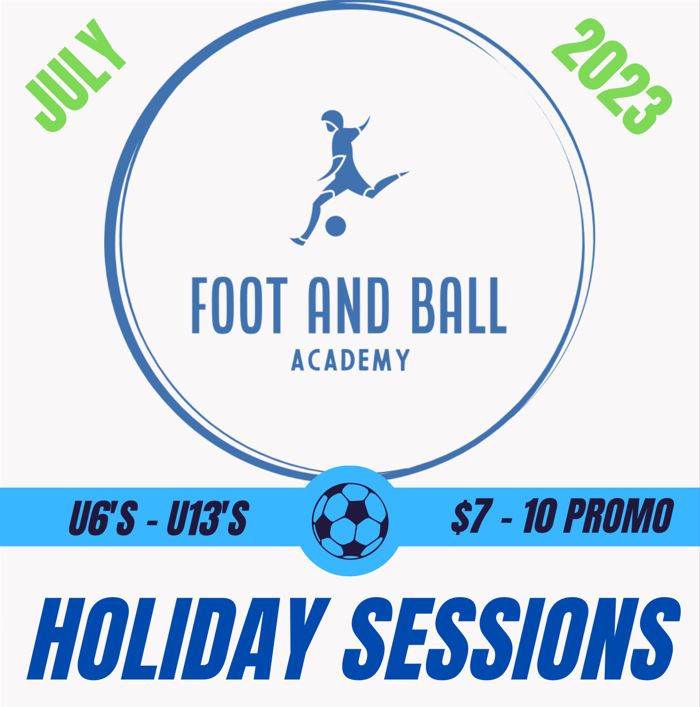 JULY
2023
FOOT AND BALL
ACADEMY
U6'S - U13'S
$7 - 10 PROMO
HOLIDAY SESSIONS